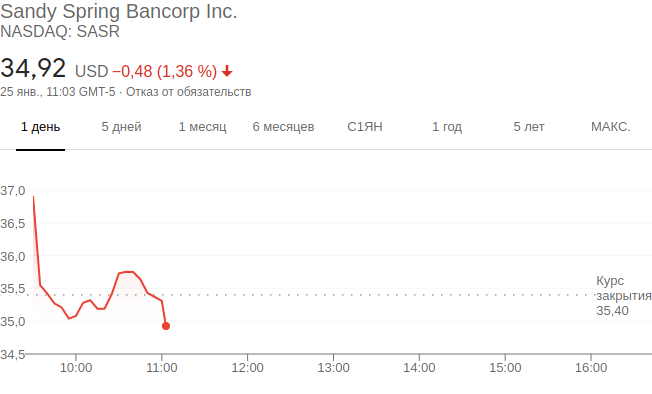 Sandy Spring Bancorp Inc.
NASDAQ: SASR
34,92 USD −0,48 (1,36 %)
25 янв., 11:03 GMT-5 · Отказ от обязательств
1 день 5 дней 1 месяц 6 месяцев С1ЯН 1 год 5 лет МАКС.
37,0
36,5
36,0
35,5
Курс
закрытия
35,40
35,0
34,5
10:00 11:00 12:00 13:00 14:00 15:00 16:00